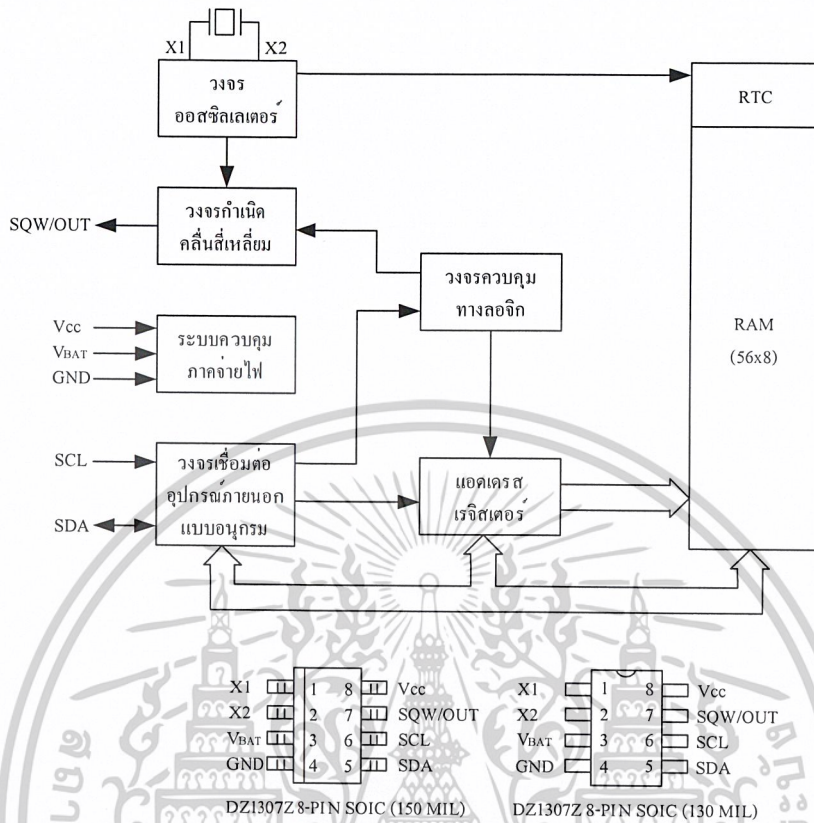 X1
X2
วงจร
ออสซิลเลเตอร์
RTC
SQW/OUT
วงจรกำเนิด
คลื่นสี่เหลี่ยม
วงจรควบคุม
ทางลอจิก
RAM
(56x8)
Vcc
VBAT
GND
ระบบควบคุม
ภาคจ่ายไฟ
SCL
SDA
วงจรเชื่อมต่อ
อุปกรณ์ภายนอก
แบบอนุกรม
แอดเดรส
เรจิสเตอร์
X1 1 8 Vcc
X2 2 7 SQW/OUT
VBAT 3 6 SCL
GND 4 5 SDA
DZ1307Z 8-PIN SOIC (150 MIL)
X1 1 8 Vcc
X2 2 7 SQW/OUT
VBAT 3 6 SCL
GND 4 5 SDA
DZ1307Z 8-PIN SOIC (130 MIL)